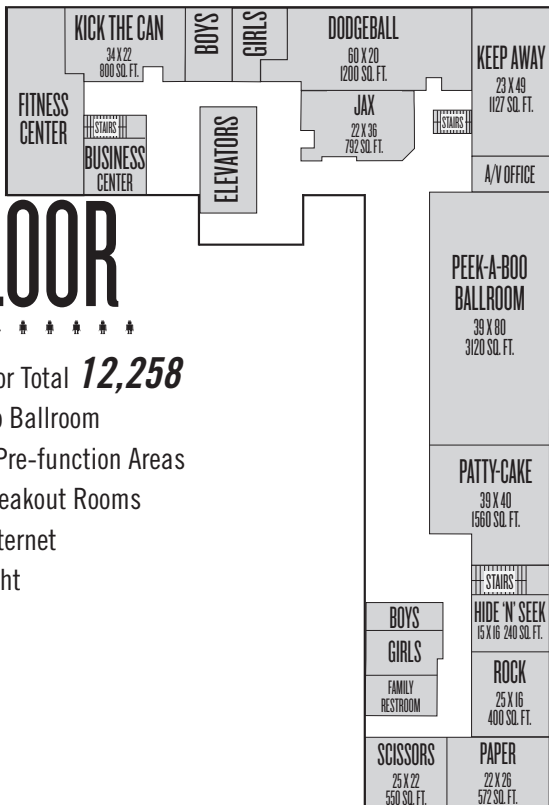 KICK THE CAN
34 X 22
800 SQ. FT.
BOYS
GIRLS
DODGEBALL
60 X 20
1200 SQ. FT.
KEEP AWAY
23 X 49
1127 SQ. FT.
FITNESS
CENTER
STAIRS
BUSINESS
CENTER
ELEVATORS
JAX
22 X 36
792 SQ. FT.
STAIRS
A/V OFFICE
PEEK-A-BOO
BALLROOM
39 X 80
3120 SQ. FT.
LOOR
or Total 12,258
o Ballroom
Pre-function Areas
eakout Rooms
ternet
ht
PATTY-CAKE
39 X 40
1560 SQ. FT.
STAIRS
HIDE 'N' SEEK
15 X 16 240 SQ. FT.
BOYS
GIRLS
FAMILY
RESTROOM
ROCK
25 X 16
400 SQ. FT.
SCISSORS
25 X 22
550 SQ. FT.
PAPER
22 X 26
572 SQ. FT.